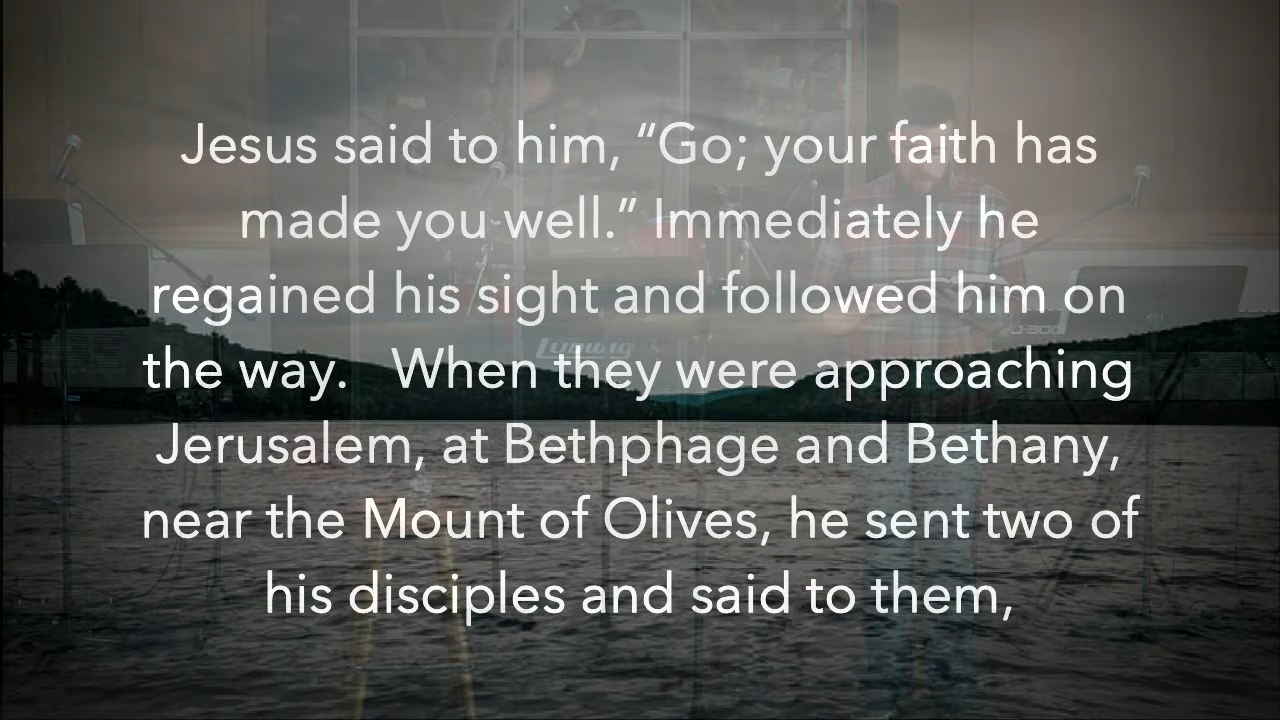 Jesus said to him, “Go; your faith has
made you well.” Immediately he
regained his sight and followed him on
the way.   When they were approaching
Jerusalem, at Bethphage and Bethany,
near the Mount of Olives, he sent two of
his disciples and said to them,
Ludwig